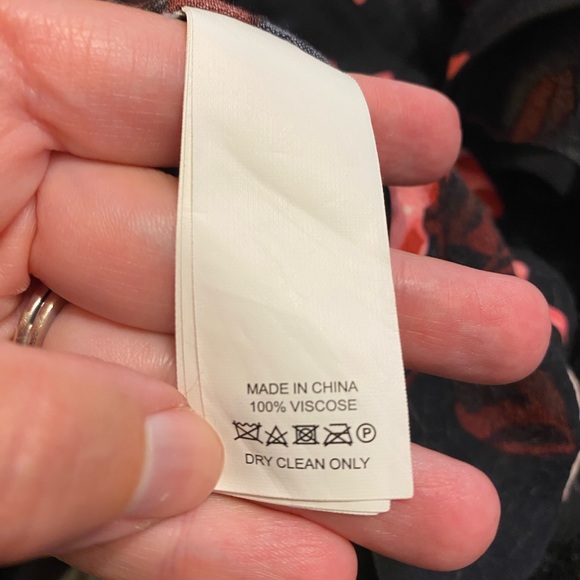 MADE IN CHINA
100% VISCOSE
P
DRY CLEAN ONLY